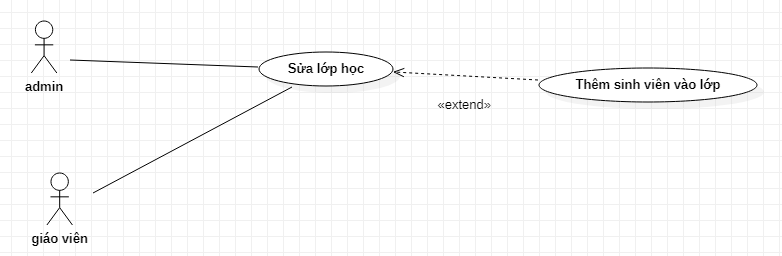 admin
Sửa lớp học
Thêm sinh viên vào lớp
«extend»
giáo viên